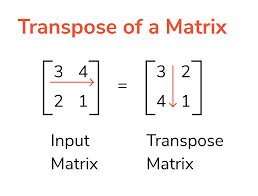 Transpose of a Matrix
3 4 = 3 2
2 1 4 1
Input Transpose
Matrix Matrix